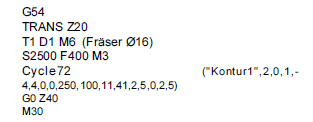 G54
TRANS Z20
T1 D1 M6 (Fräser Ø16)
S2500 F400 M3
Cycle72 ("Kontur1",2,0,1,-
4,4,0,0,250,100,11,41,2,5,0,2,5)
G0 Z40
M30